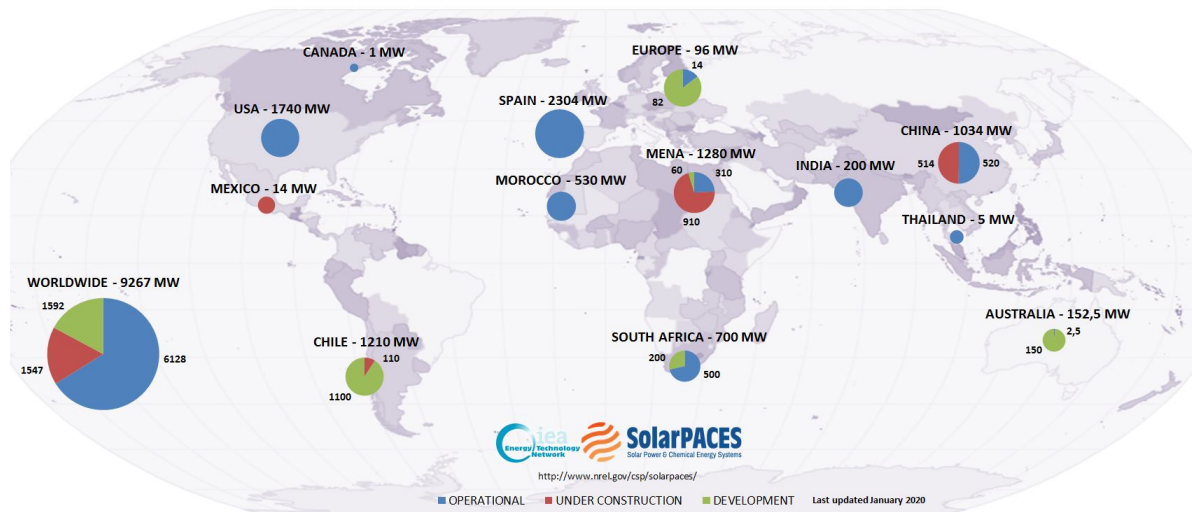 CANADA - 1 MW
EUROPE - 96 MW
14
82
USA - 1740 MW
SPAIN - 2304 MW
CHINA - 1034 MW
514
520
MENA - 1280 MW
60
310
910
INDIA - 200 MW
MEXICO - 14 MW
MOROCCO - 530 MW
THAILAND - 5 MW
WORLDWIDE - 9267 MW
1592
1547
6128
CHILE - 1210 MW
110
1100
SOUTH AFRICA - 700 MW
200
500
AUSTRALIA - 152,5 MW
2,5
150
iea
Energy Technology
Network
SolarPACES
Solar Power & Chemical Energy Systems
http://www.nrel.gov/csp/solarpaces/
OPERATIONAL UNDER CONSTRUCTION DEVELOPMENT Last updated January 2020